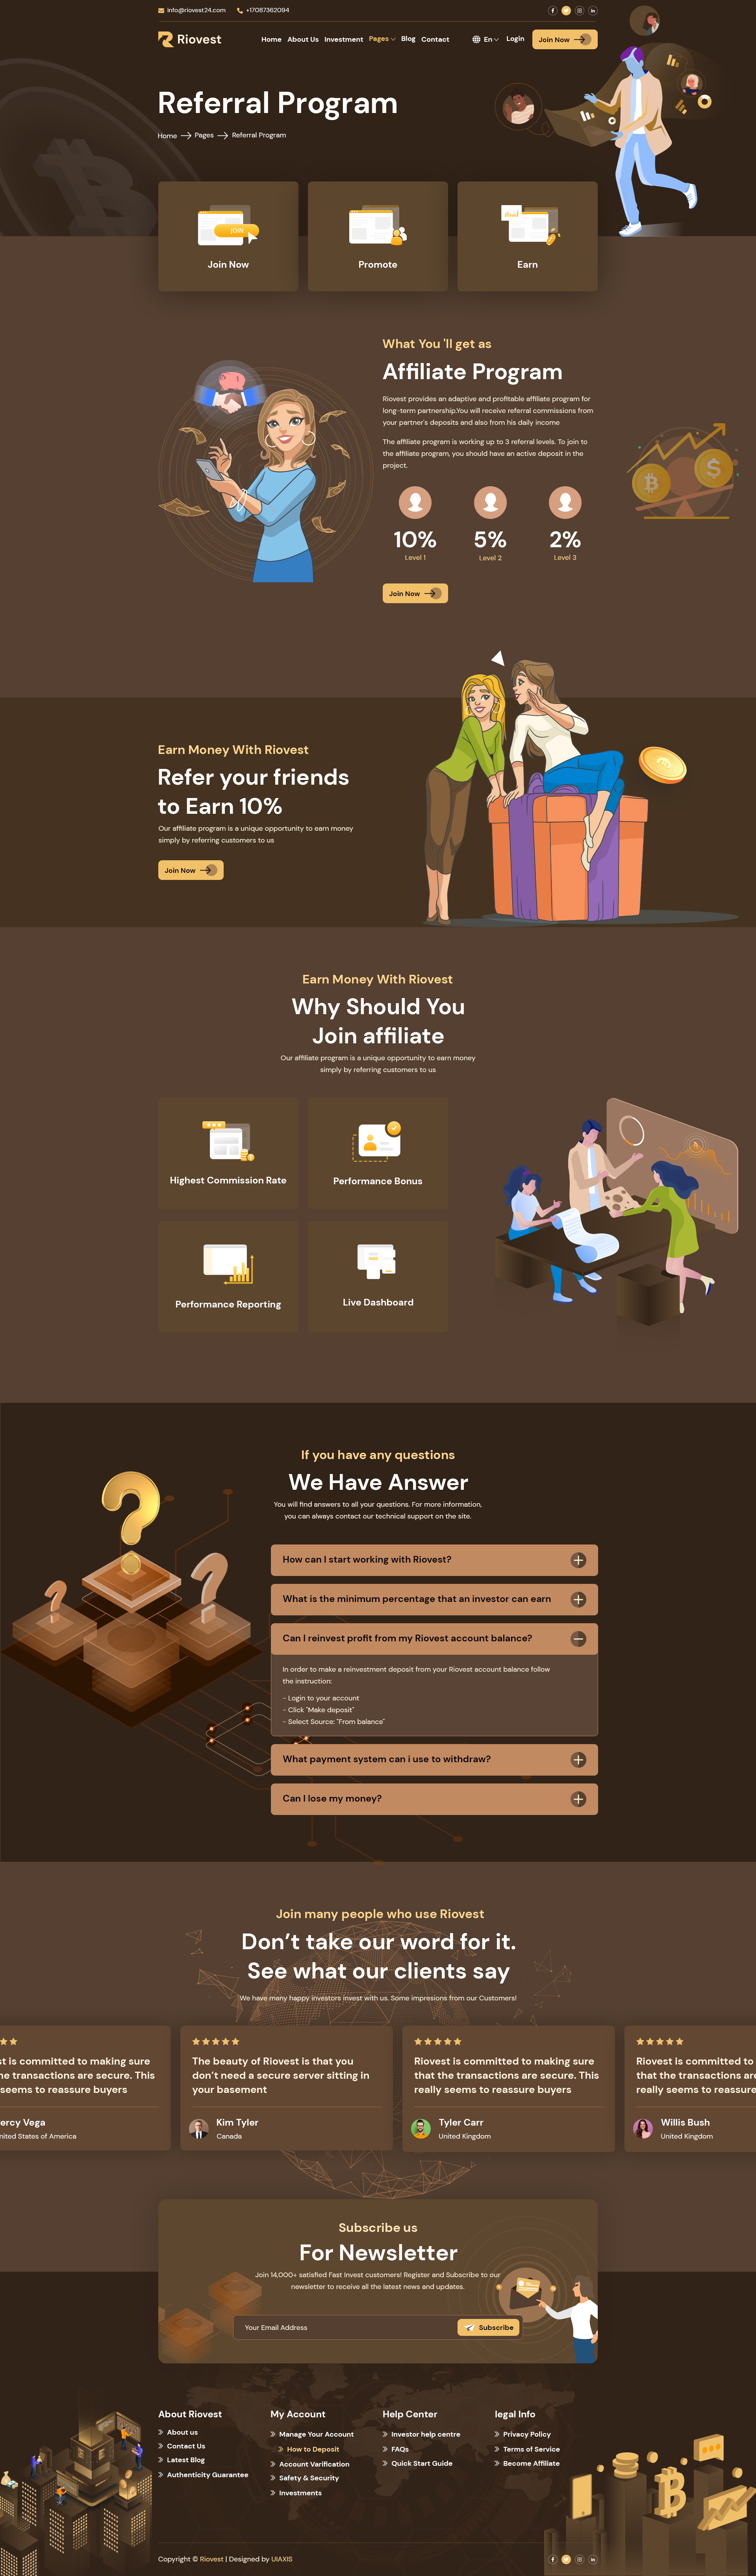 info@riovest24.com +17087362094
Riovest
Home About Us Investment Pages Blog Contact En Login Join Now
Referral Program
Home Pages Referral Program
JOIN
Join Now Promote Earn
What You 'll get as
Affiliate Program
Riovest provides an adaptive and profitable affiliate program for
long-term partnership.You will receive referral commissions from
your partner's deposits and also from his daily income
The affiliate program is working up to 3 referral levels. To join to
the affiliate program, you should have an active deposit in the
project.
10% 5% 2%
Level 1 Level 2 Level 3
Join Now
Earn Money With Riovest
Refer your friends
to Earn 10%
Our affiliate program is a unique opportunity to earn money
simply by referring customers to us
Join Now
Earn Money With Riovest
Why Should You
Join affiliate
Our affiliate program is a unique opportunity to earn money
simply by referring customers to us
Highest Commission Rate Performance Bonus
Performance Reporting Live Dashboard
If you have any questions
We Have Answer
You will find answers to all your questions. For more information,
you can always contact our technical support on the site.
How can I start working with Riovest?
What is the minimum percentage that an investor can earn
Can I reinvest profit from my Riovest account balance?
In order to make a reinvestment deposit from your Riovest account balance follow
the instruction:
- Login to your account
- Click "Make deposit"
- Select Source: "From balance"
What payment system can i use to withdraw?
Can I lose my money?
Join many people who use Riovest
Don't take our word for it.
See what our clients say
We have many happy investors invest with us. Some impresions from our Customers!
st is committed to making sure
he transactions are secure. This
seems to reassure buyers
ercy Vega
nited States of America
The beauty of Riovest is that you
don't need a secure server sitting in
your basement
Kim Tyler
Canada
Riovest is committed to making sure
that the transactions are secure. This
really seems to reassure buyers
Tyler Carr
United Kingdom
Riovest is committed to
that the transactions are
really seems to reassure
Willis Bush
United Kingdom
Subscribe us
For Newsletter
Join 14,000+ satisfied Fast Invest customers! Register and Subscribe to our
newsletter to receive all the latest news and updates.
Your Email Address Subscribe
About Riovest
About us
Contact Us
Latest Blog
Authenticity Guarantee
My Account
Manage Your Account
How to Deposit
Account Varification
Safety & Security
Investments
Help Center
Investor help centre
FAQs
Quick Start Guide
legal Info
Privacy Policy
Terms of Service
Become Affiliate
Copyright © Riovest | Designed by UIAXIS